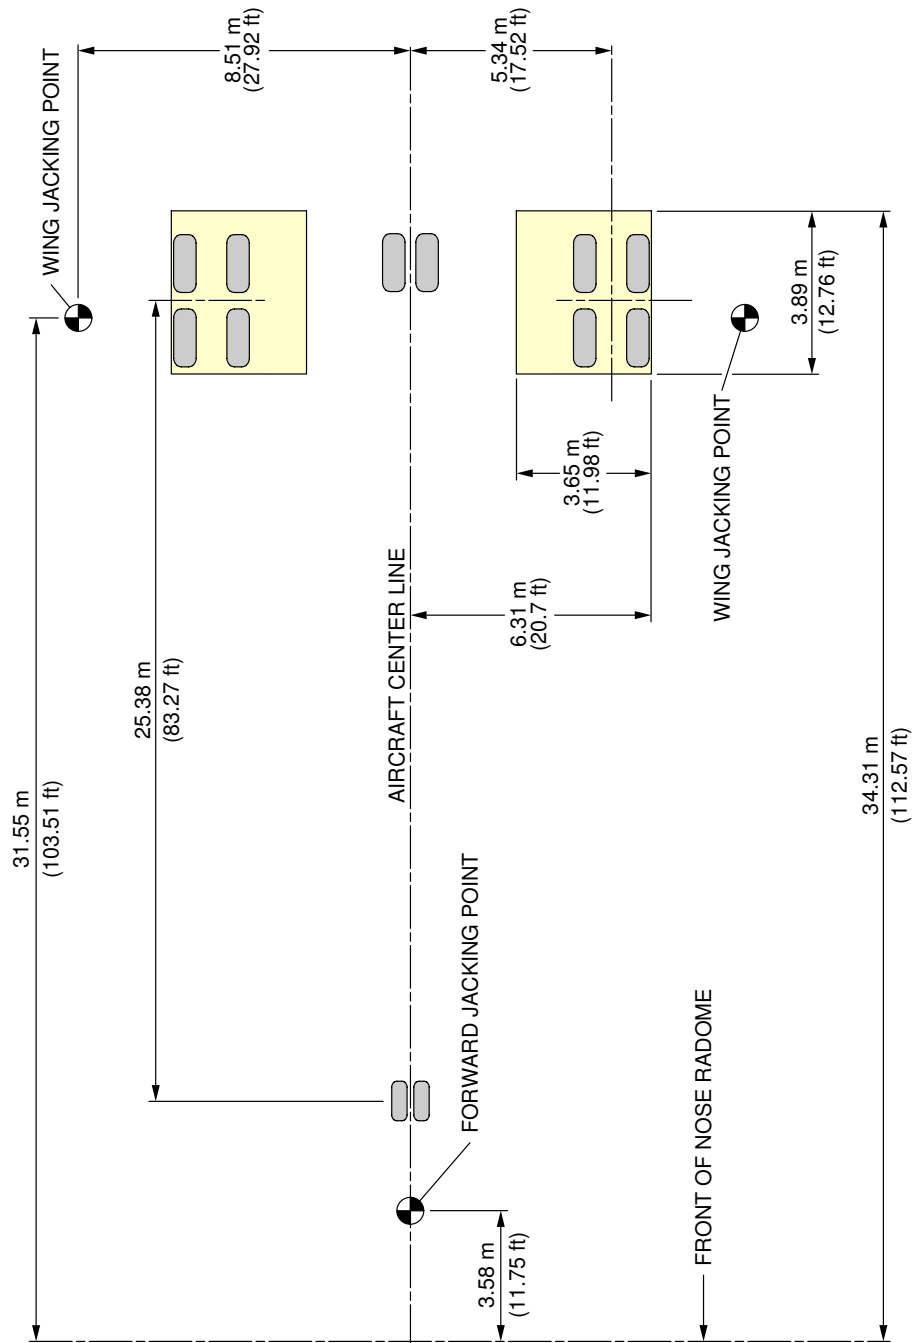 WING JACKING POINT
8.51 m
(27.92 ft)
5.34 m
(17.52 ft)
3.89 m
(12.76 ft)
WING JACKING POINT
3.65 m
(11.98 ft)
6.31 m
(20.7 ft)
AIRCRAFT CENTER LINE
25.38 m
(83.27 ft)
31.55 m
(103.51 ft)
34.31 m
(112.57 ft)
FORWARD JACKING POINT
3.58 m
(11.75 ft)
FRONT OF NOSE RADOME